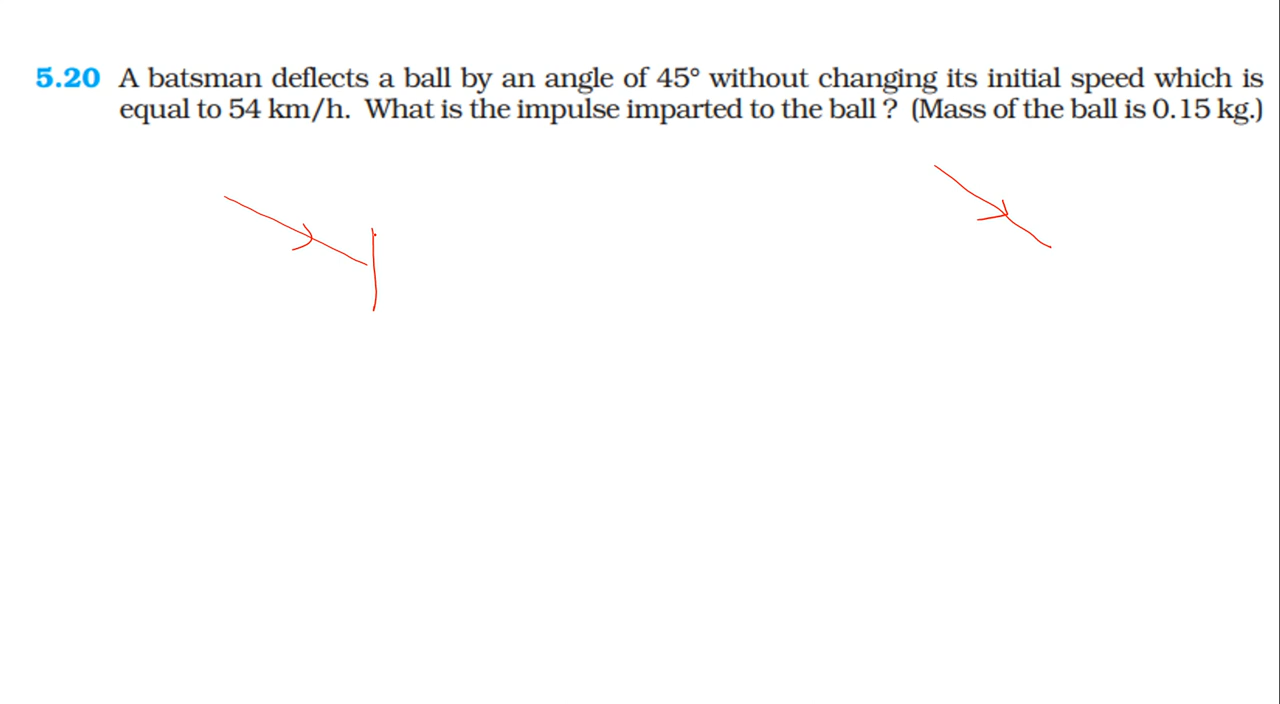 5.20 A batsman deflects a ball by an angle of 45° without changing its initial speed which is
equal to 54 km/h. What is the impulse imparted to the ball ? (Mass of the ball is 0.15 kg.)